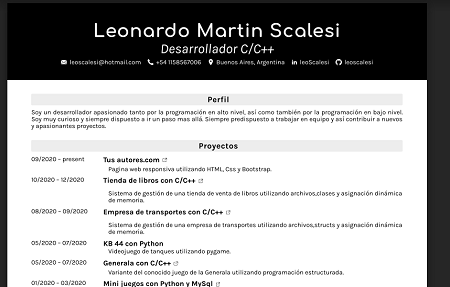 Leonardo Martin Scalesi
Desarrollador C/C++
leoscalesi@hotmail.com +54 1158567006 Buenos Aires, Argentina leoScalesi leoscalesi
Perfil
Soy un desarrollador apasionado tanto por la programación en alto nivel, así como también por la programación en bajo nivel.
Soy muy curioso y siempre dispuesto a ir un paso mas allá. Siempre predispuesto a trabajar en equipo y así contribuir a nuevos
y apasionantes proyectos.
Proyectos
09/2020 – present Tus autores.com
Pagina web responsiva utilizando HTML, Css y Bootstrap.
10/2020 – 12/2020 Tienda de libros con C/C++
Sistema de gestión de una tienda de venta de libros utilizando archivos,clases y asignación dinámica
de memoria.
08/2020 – 09/2020 Empresa de transportes con C/C++
Sistema de gestión de una empresa de transportes utilizando archivos,structs y asignación dinámica
de memoria.
05/2020 – 07/2020 KB 44 con Python
Videojuego de tanques utilizando pygame.
05/2020 – 07/2020 Generala con C/C++
Variante del conocido juego de la Generala utilizando programación estructurada.
01/2020 – 03/2020 Mini juegos con Python y MySql